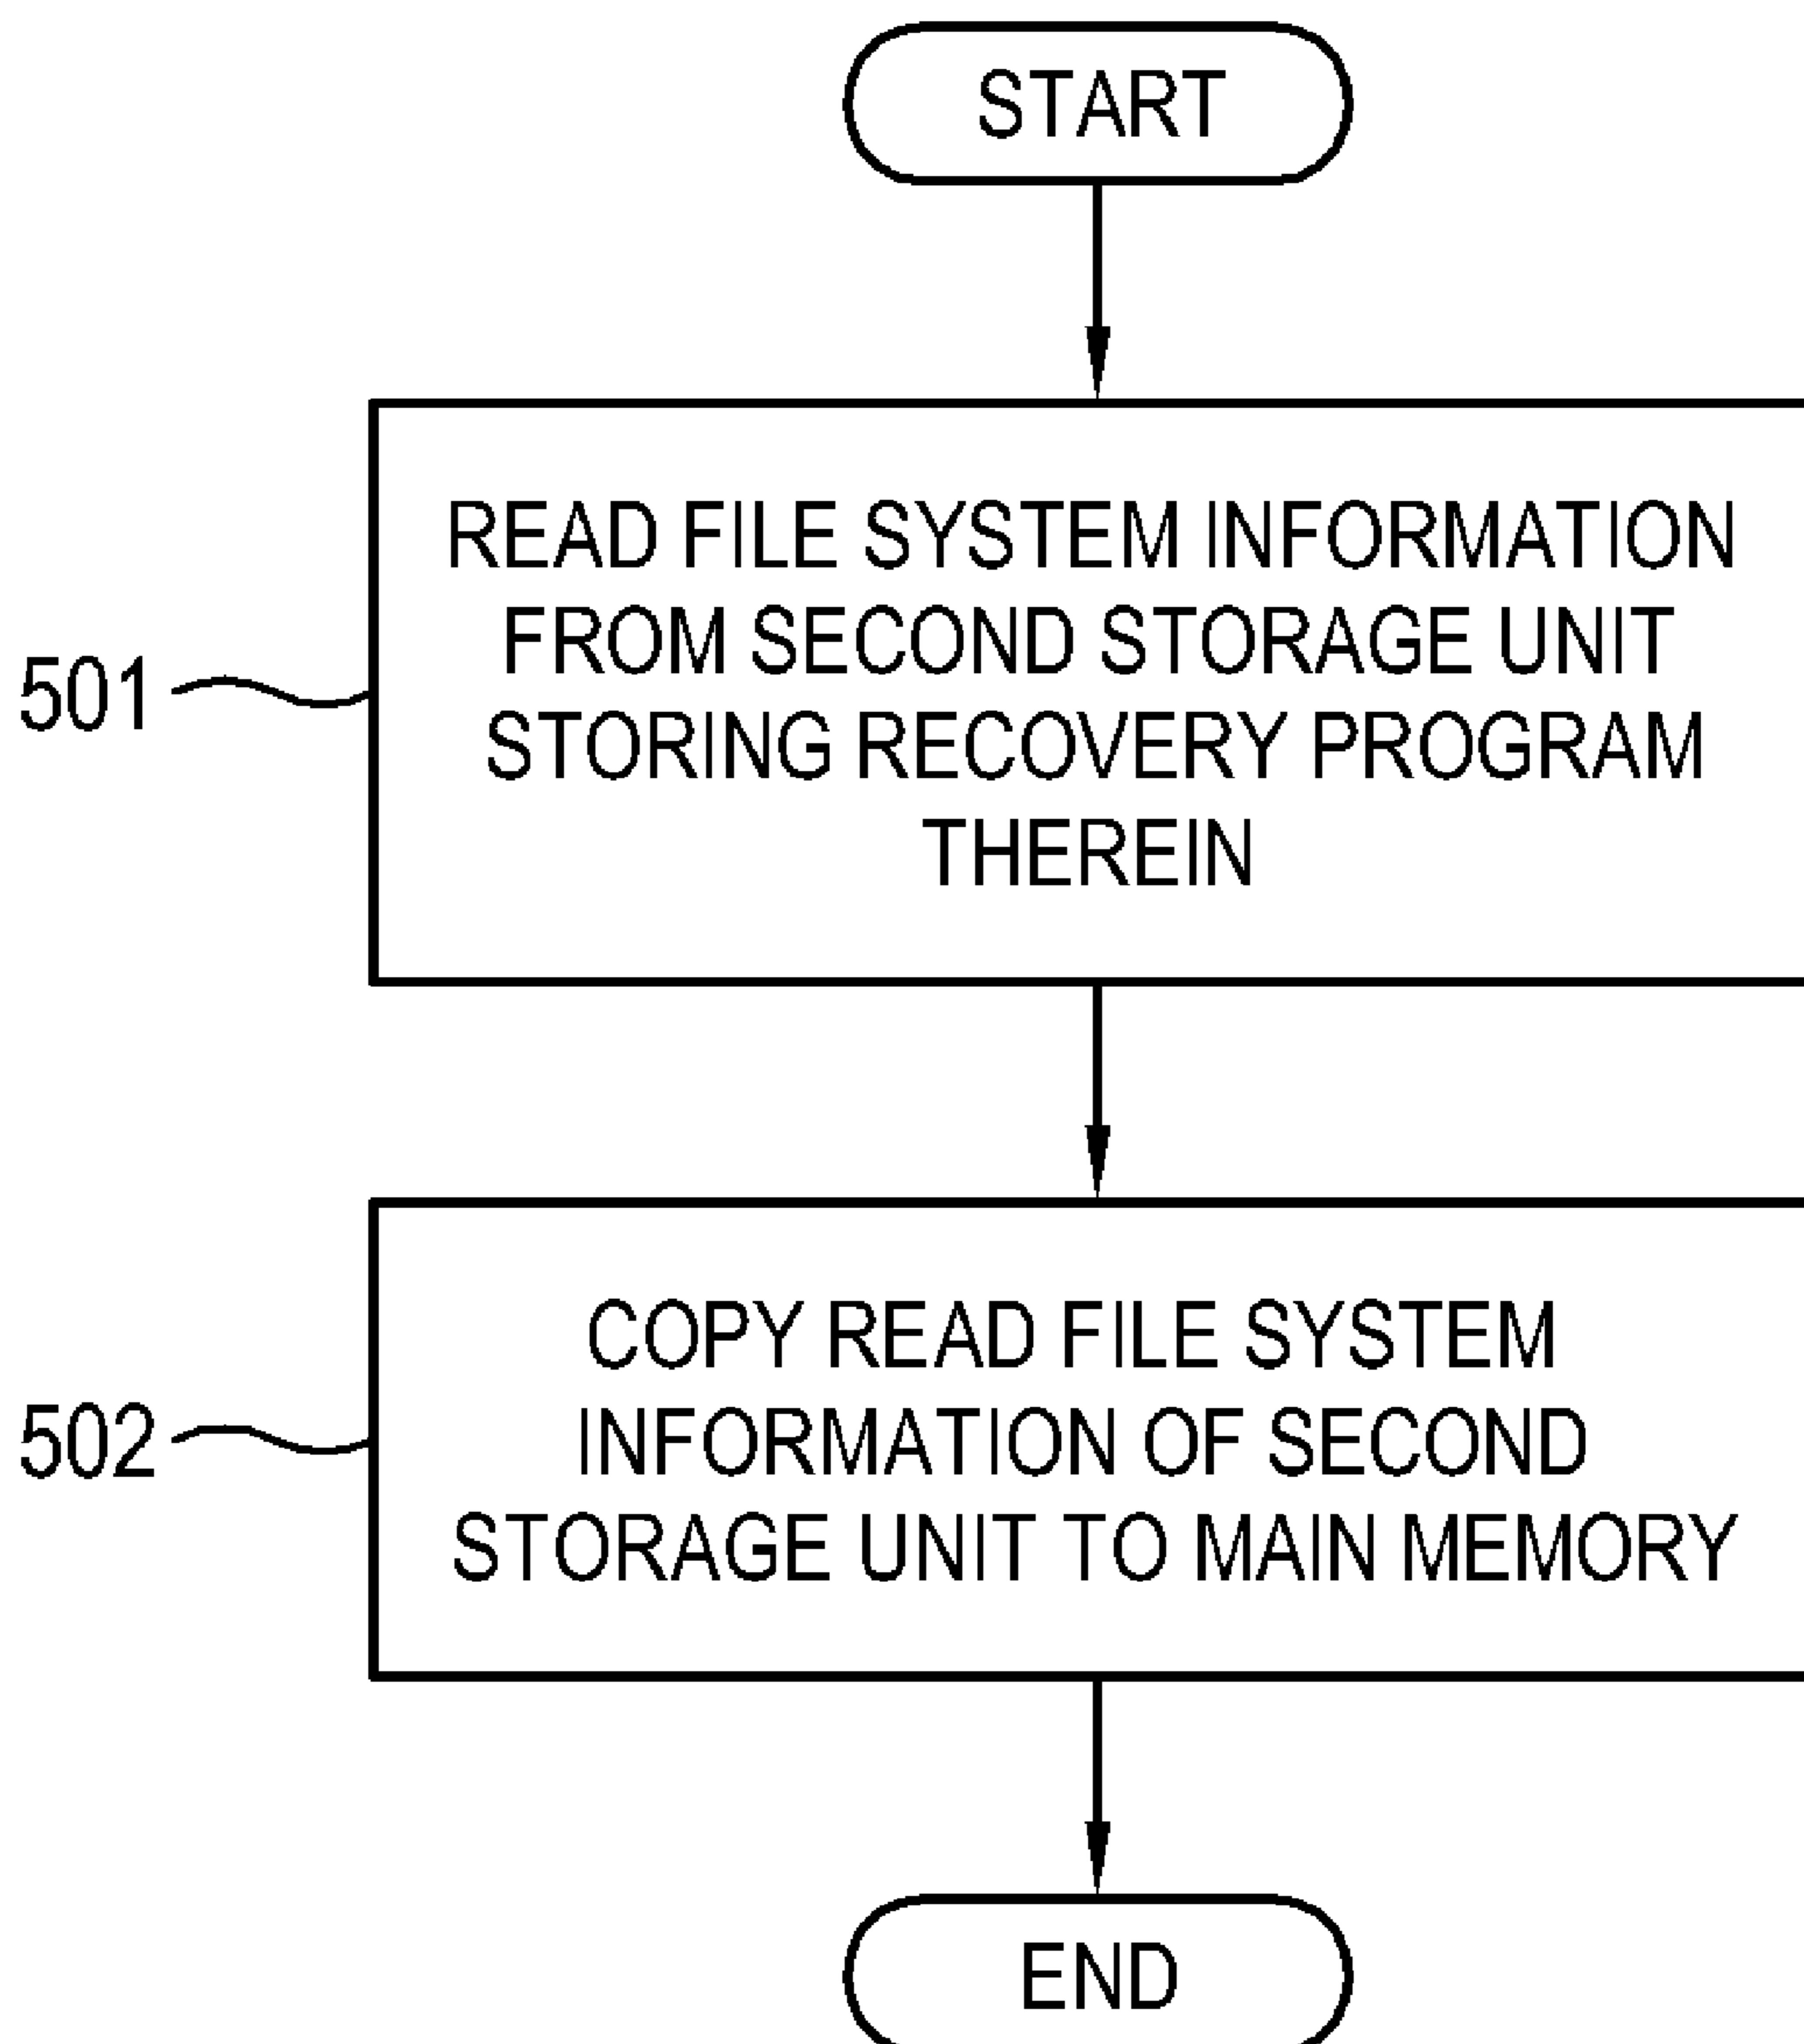 START
READ FILE SYSTEM INFORMATION
FROM SECOND STORAGE UNIT
STORING RECOVERY PROGRAM
THEREIN
501
COPY READ FILE SYSTEM
INFORMATION OF SECOND
STORAGE UNIT TO MAIN MEMORY
502
END